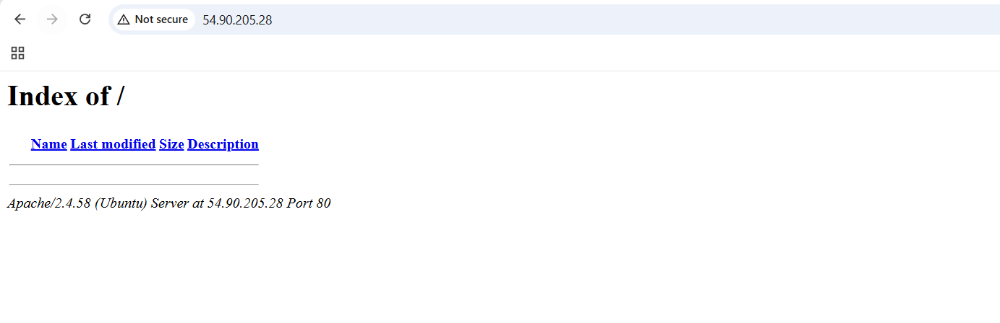 Not secure 54.90.205.28
Index of /
Name Last modified Size Description
Apache/2.4.58 (Ubuntu) Server at 54.90.205.28 Port 80